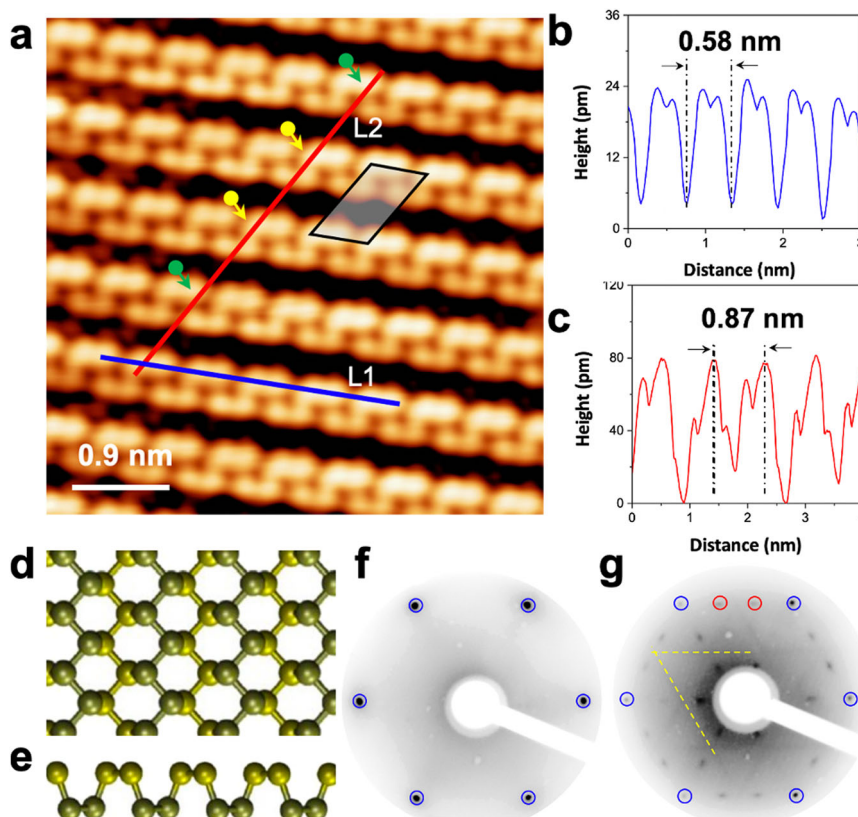 a
L2
L1
0.9 nm
b
0.58 nm
Height (pm)
36
24
12
0
0 1 2 3
Distance (nm)
c
0.87 nm
Height (pm)
120
80
40
0
0 1 2 3
Distance (nm)
d
e
f
g